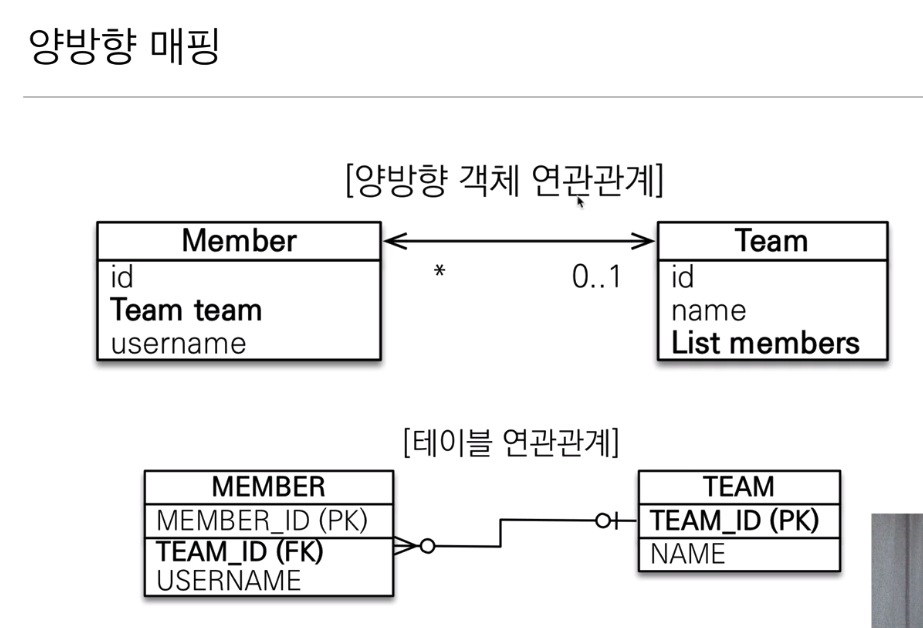 양방향 매핑
[양방향 객체 연관관계]
Member
id
Team team
username
* 0..1
Team
id
name
List members
[테이블 연관관계]
MEMBER
MEMBER_ID (PK)
TEAM_ID (FK)
USERNAME
TEAM
TEAM_ID (PK)
NAME